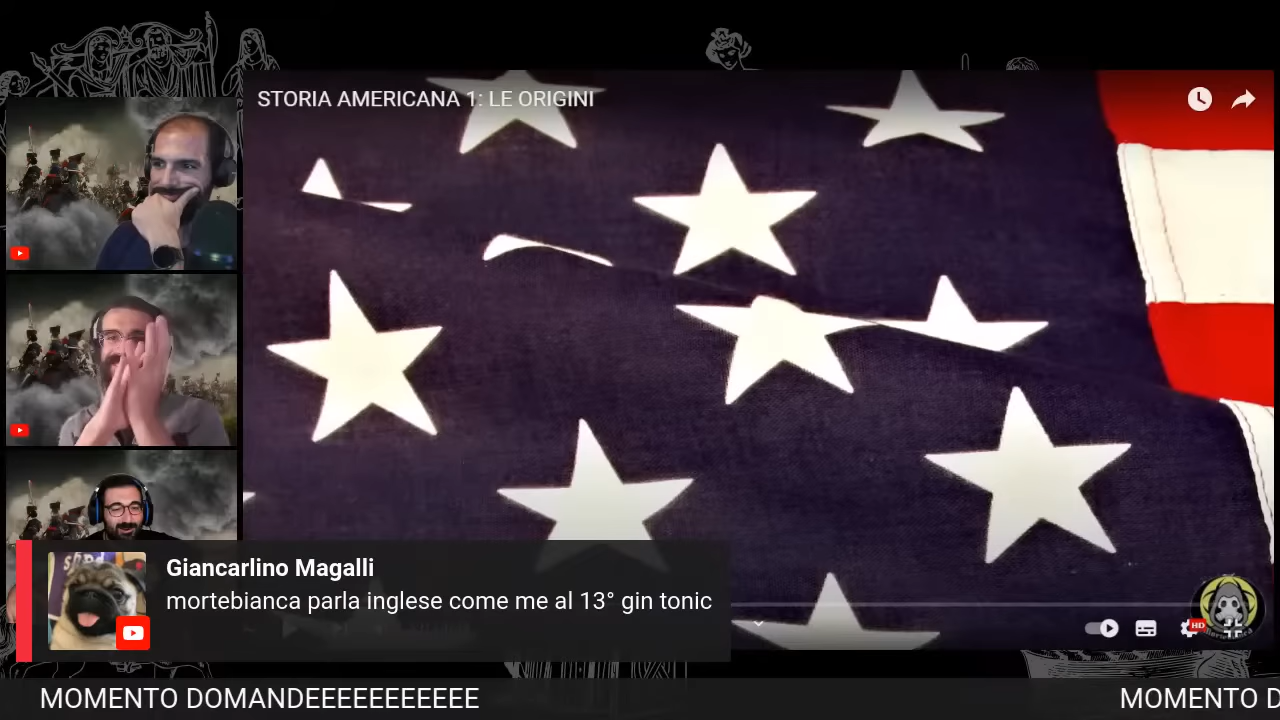 STORIA AMERICANA 1: LE ORIGINI
Giancarlino Magalli
mortebianca parla inglese come me al 13° gin tonic
HD
MOMENTO DOMANDEEEEEEEEEEE
MOMENTO D